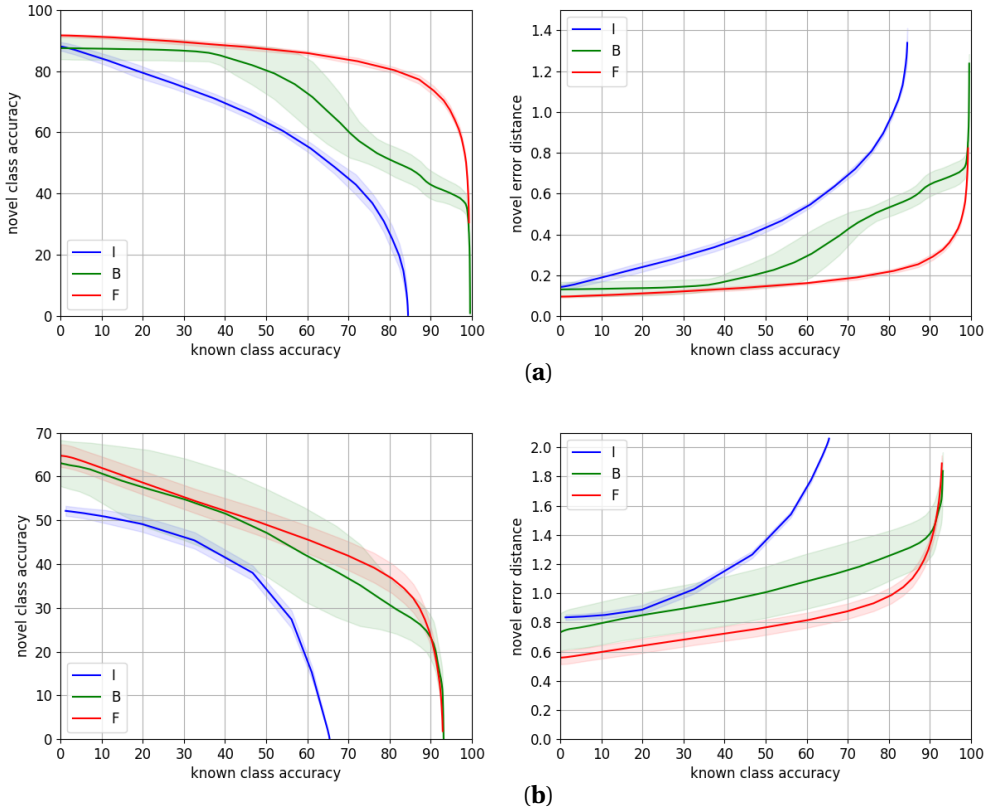 100
80
60
40
20
0
novel class accuracy
I
B
F
0 10 20 30 40 50 60 70 80 90 100
known class accuracy
1.4
1.2
1.0
0.8
0.6
0.4
0.2
0.0
novel error distance
I
B
F
0 10 20 30 40 50 60 70 80 90 100
known class accuracy
(a)
70
60
50
40
30
20
10
0
novel class accuracy
I
B
F
0 10 20 30 40 50 60 70 80 90 100
known class accuracy
2.0
1.8
1.6
1.4
1.2
1.0
0.8
0.6
0.4
0.2
0.0
novel error distance
I
B
F
0 10 20 30 40 50 60 70 80 90 100
known class accuracy
(b)